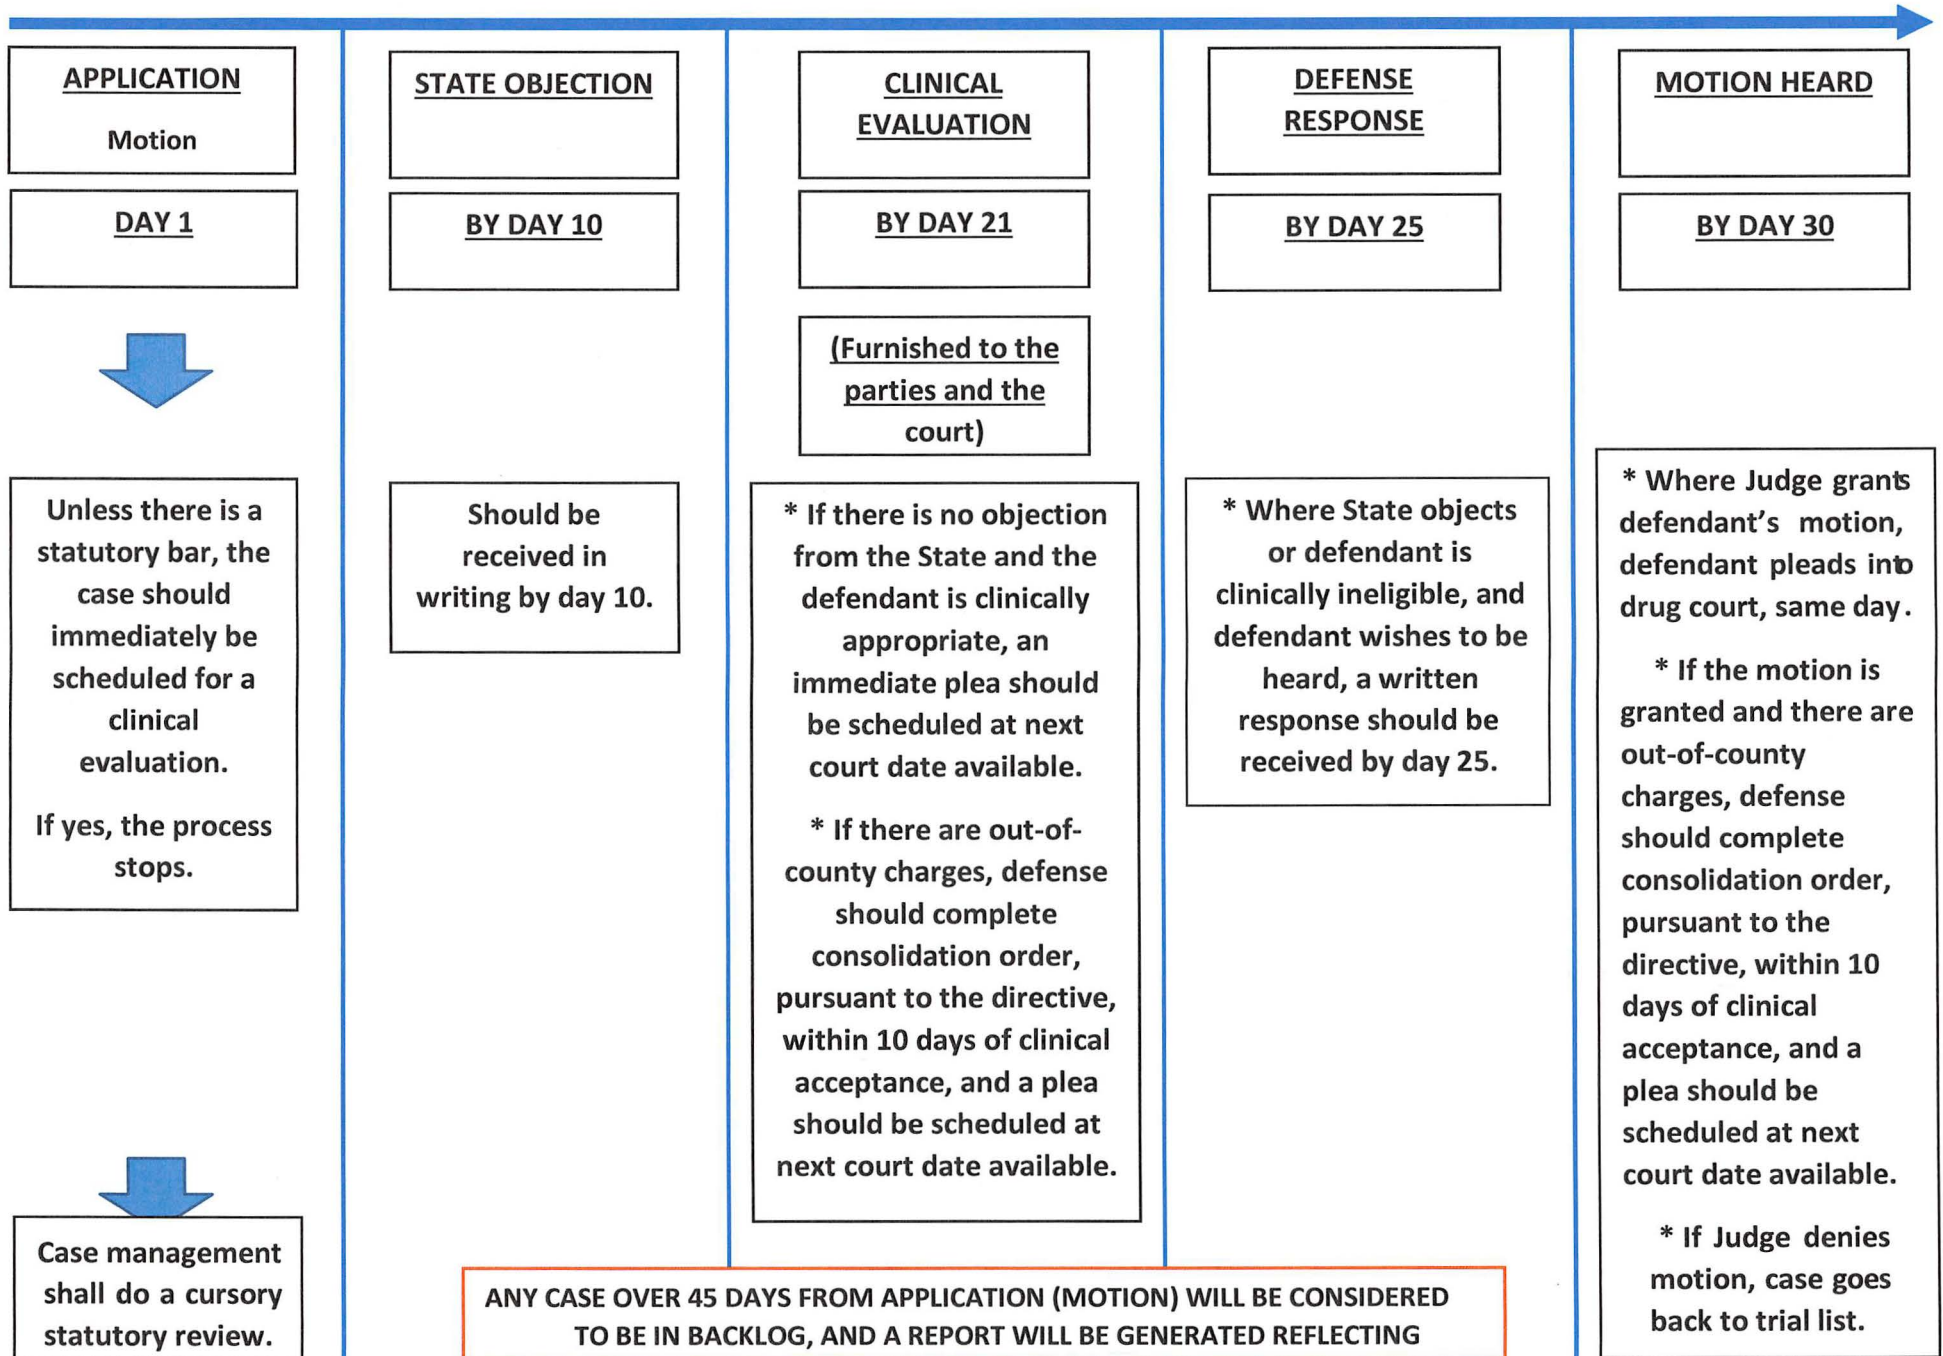 APPLICATION
Motion
DAY 1
Unless there is a
statutory bar, the
case should
immediately be
scheduled for a
clinical
evaluation.
If yes, the process
stops.
Case management
shall do a cursory
statutory review.
STATE OBJECTION
BY DAY 10
Should be
received in
writing by day 10.
CLINICAL
EVALUATION
BY DAY 21
(Furnished to the
parties and the
court)
* If there is no objection
from the State and the
defendant is clinically
appropriate, an
immediate plea should
be scheduled at next
court date available.
* If there are out-of-
county charges, defense
should complete
consolidation order,
pursuant to the directive,
within 10 days of clinical
acceptance, and a plea
should be scheduled at
next court date available.
DEFENSE
RESPONSE
BY DAY 25
* Where State objects
or defendant is
clinically ineligible, and
defendant wishes to be
heard, a written
response should be
received by day 25.
MOTION HEARD
BY DAY 30
* Where Judge grants
defendant's motion,
defendant pleads into
drug court, same day.
* If the motion is
granted and there are
out-of-county
charges, defense
should complete
consolidation order,
pursuant to the
directive, within 10
days of clinical
acceptance, and a
plea should be
scheduled at next
court date available.
* If Judge denies
motion, case goes
back to trial list.
ANY CASE OVER 45 DAYS FROM APPLICATION (MOTION) WILL BE CONSIDERED
TO BE IN BACKLOG, AND A REPORT WILL BE GENERATED REFLECTING